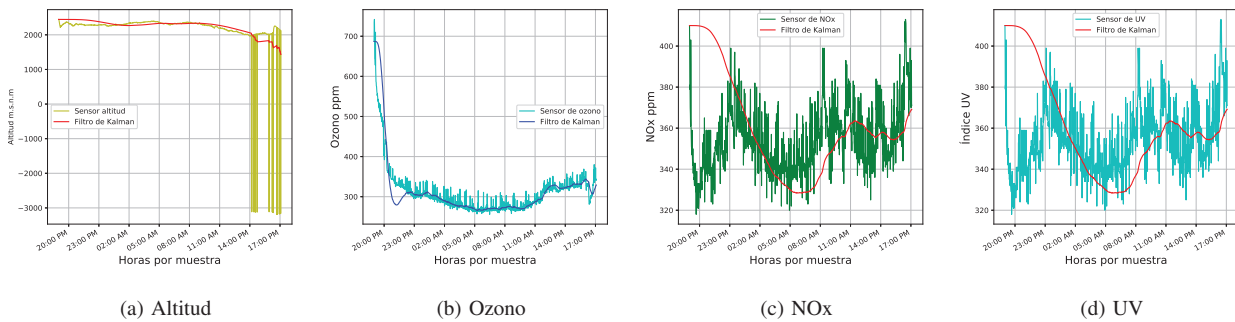 2000
1000
0
−1000
−2000
−3000
Altitud m.s.n.m
Sensor altitud
Filtro de Kalman
20:00 PM
23:00 PM
02:00 AM
05:00 AM
08:00 AM
11:00 AM
14:00 PM
17:00 PM
Horas por muestra
(a) Altitud
700
600
500
400
300
Ozono ppm
Sensor de ozono
Filtro de Kalman
20:00 PM
23:00 PM
02:00 AM
05:00 AM
08:00 AM
11:00 AM
14:00 PM
17:00 PM
Horas por muestra
(b) Ozono
400
380
360
340
320
NOx ppm
Sensor de NOx
Filtro de Kalman
20:00 PM
23:00 PM
02:00 AM
05:00 AM
08:00 AM
11:00 AM
14:00 PM
17:00 PM
Horas por muestra
(c) NOx
400
380
360
340
320
Índice UV
Sensor de UV
Filtro de Kalman
20:00 PM
23:00 PM
02:00 AM
05:00 AM
08:00 AM
11:00 AM
14:00 PM
17:00 PM
Horas por muestra
(d) UV